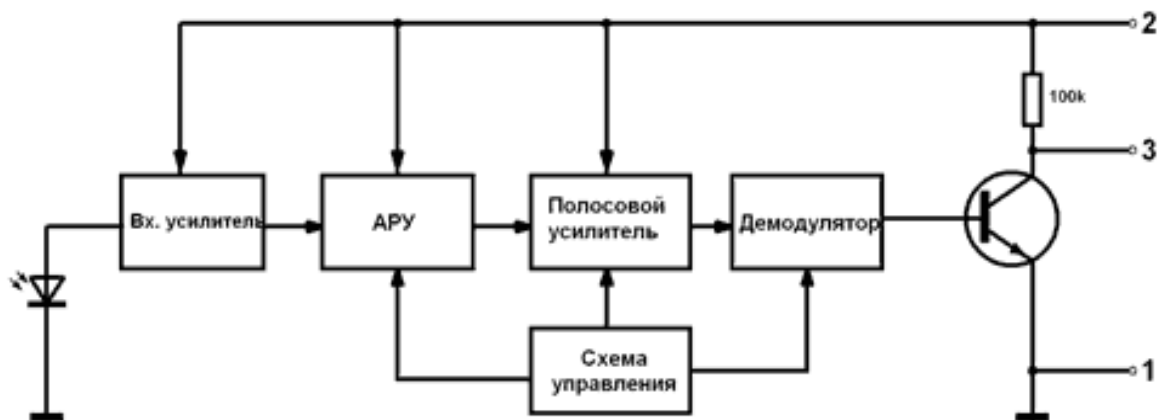 2
100k
3
Вх. усилитель
АРУ
Полосовой
усилитель
Демодулятор
Схема
управления
1